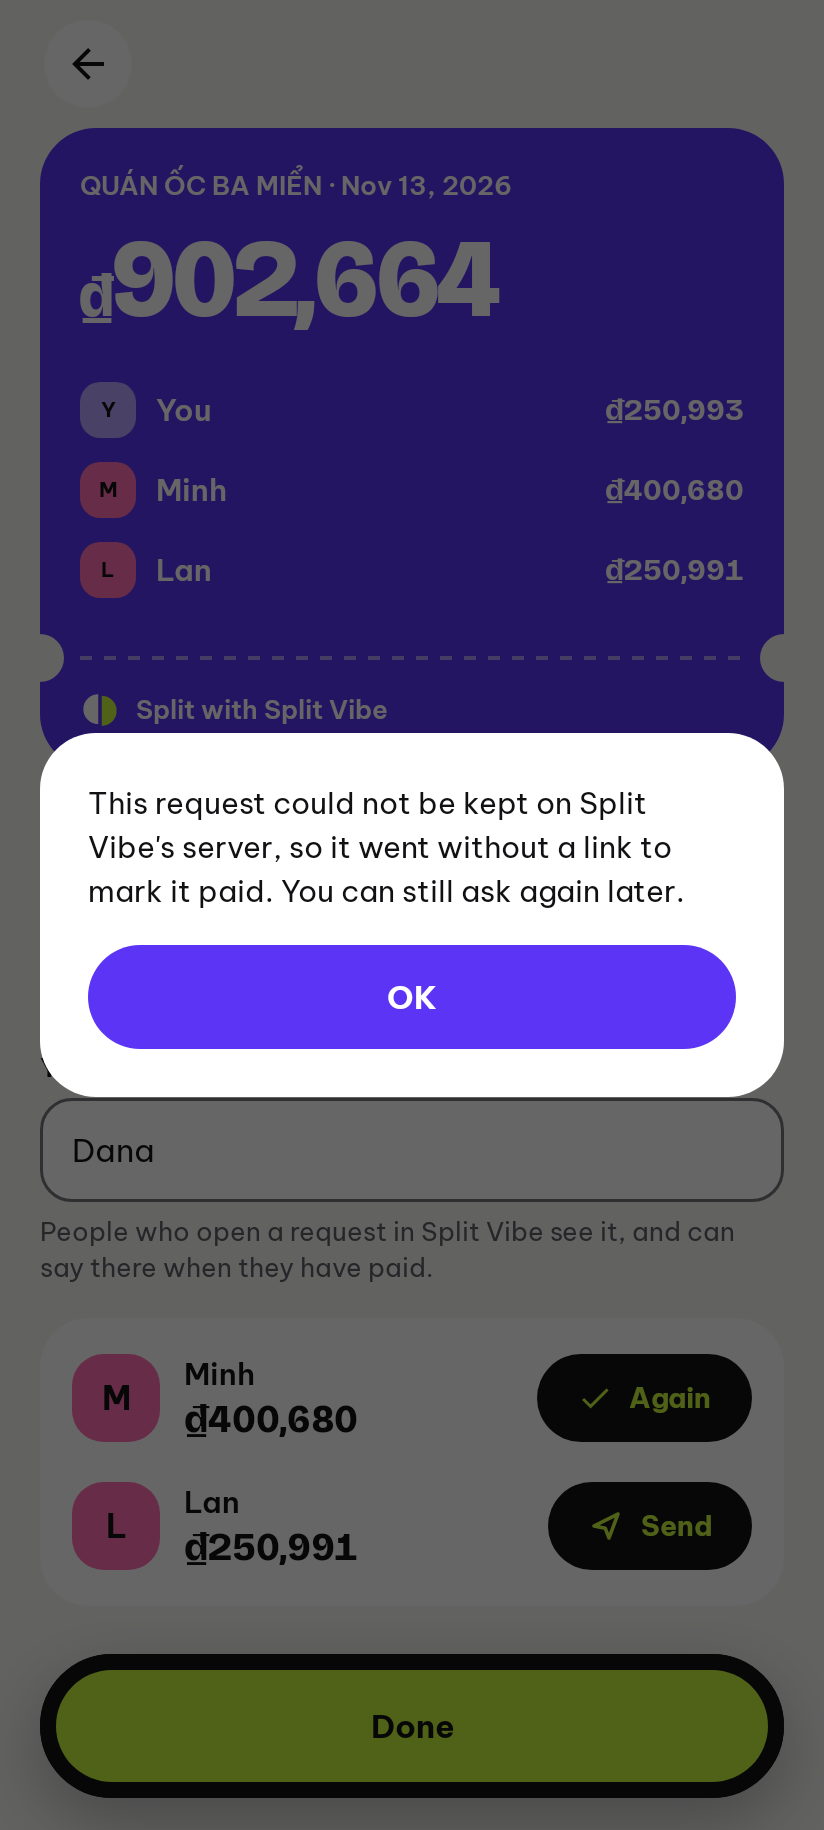 QUÁN ỐC BA MIỀN · Nov 13, 2026
₫902,664
Y You ₫250,993
M Minh ₫400,680
L Lan ₫250,991
Split with Split Vibe
This request could not be kept on Split
Vibe's server, so it went without a link to
mark it paid. You can still ask again later.
OK
Dana
People who open a request in Split Vibe see it, and can
say there when they have paid.
M Minh
₫400,680
Again
L Lan
₫250,991
Send
Done